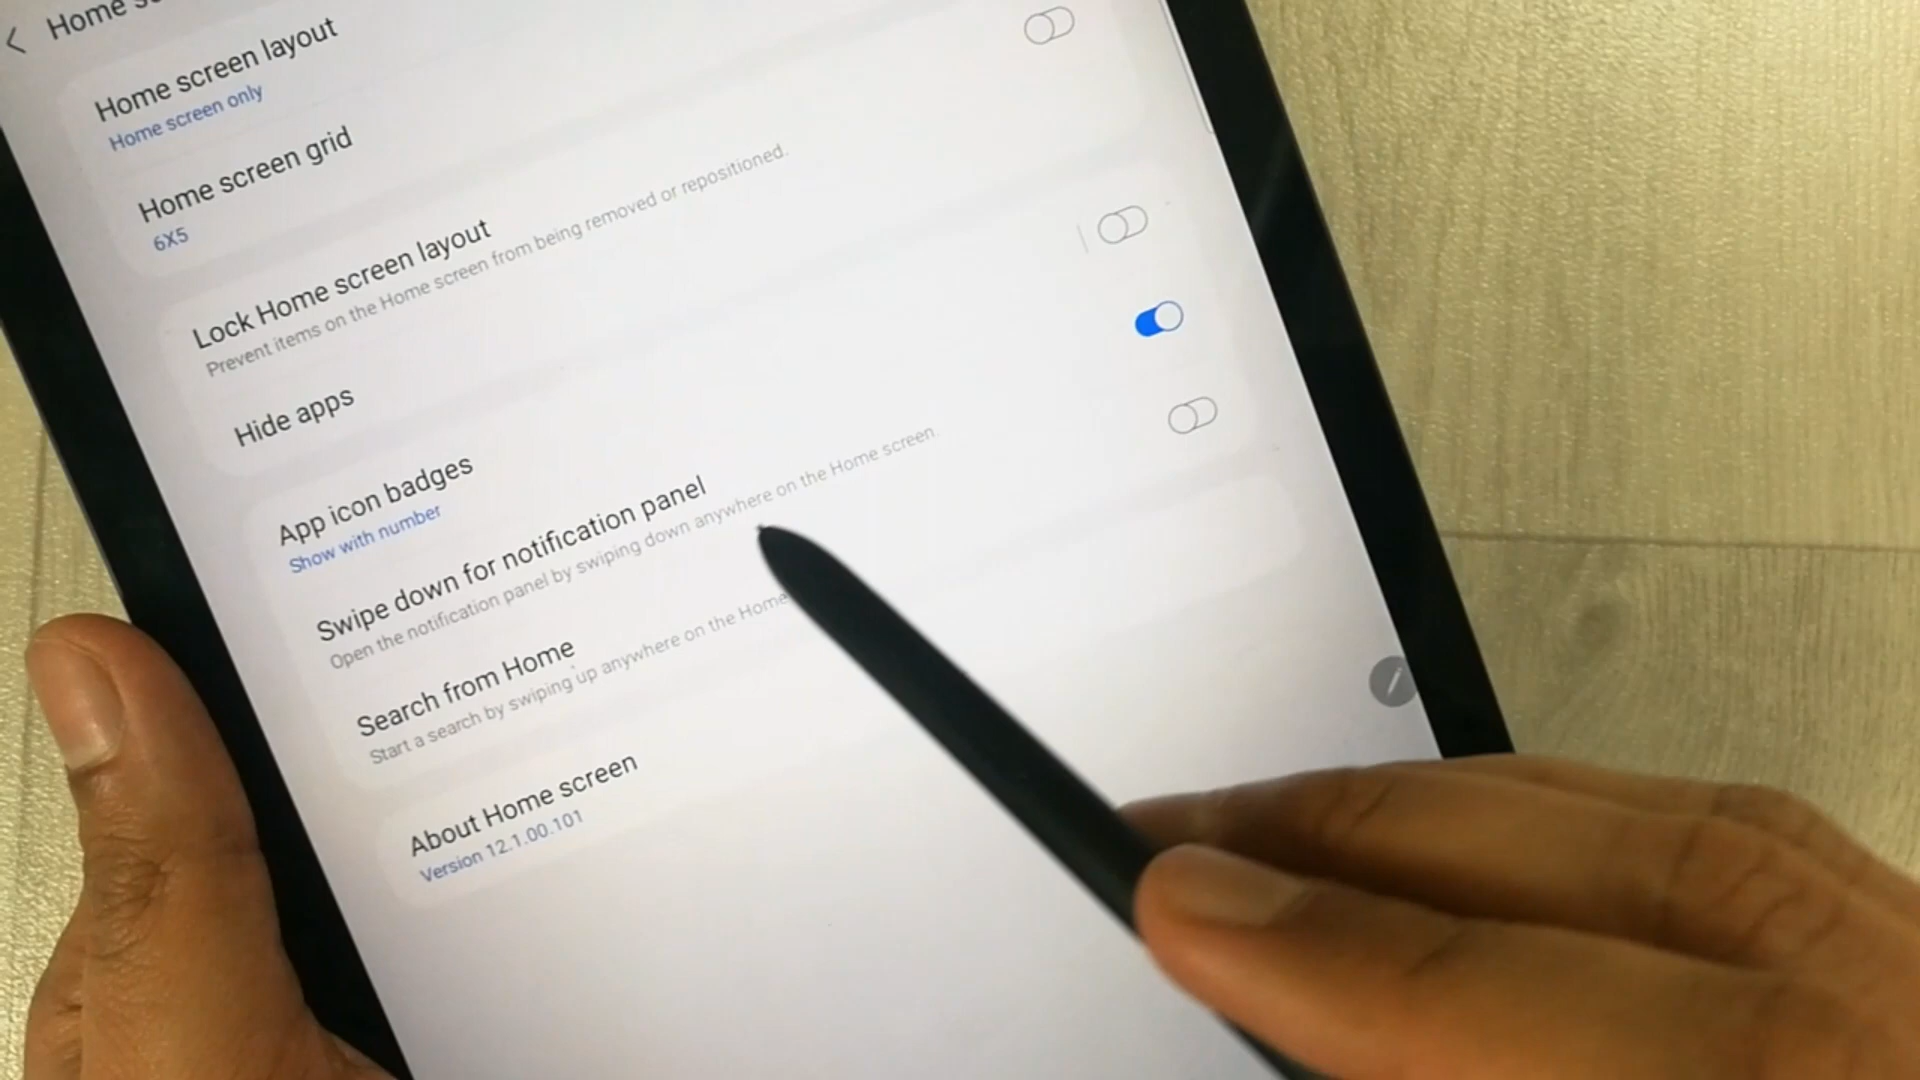 Home
Home screen layout
Home screen only
Home screen grid
6X5
Lock Home screen layout
Prevent items on the Home screen from being removed or repositioned.
Hide apps
App icon badges
Show with number
Swipe down for notification panel
Open the notification panel by swiping down anywhere on the Home screen.
Search from Home
Start a search by swiping up anywhere on the Home
About Home screen
Version 12.1.00.101